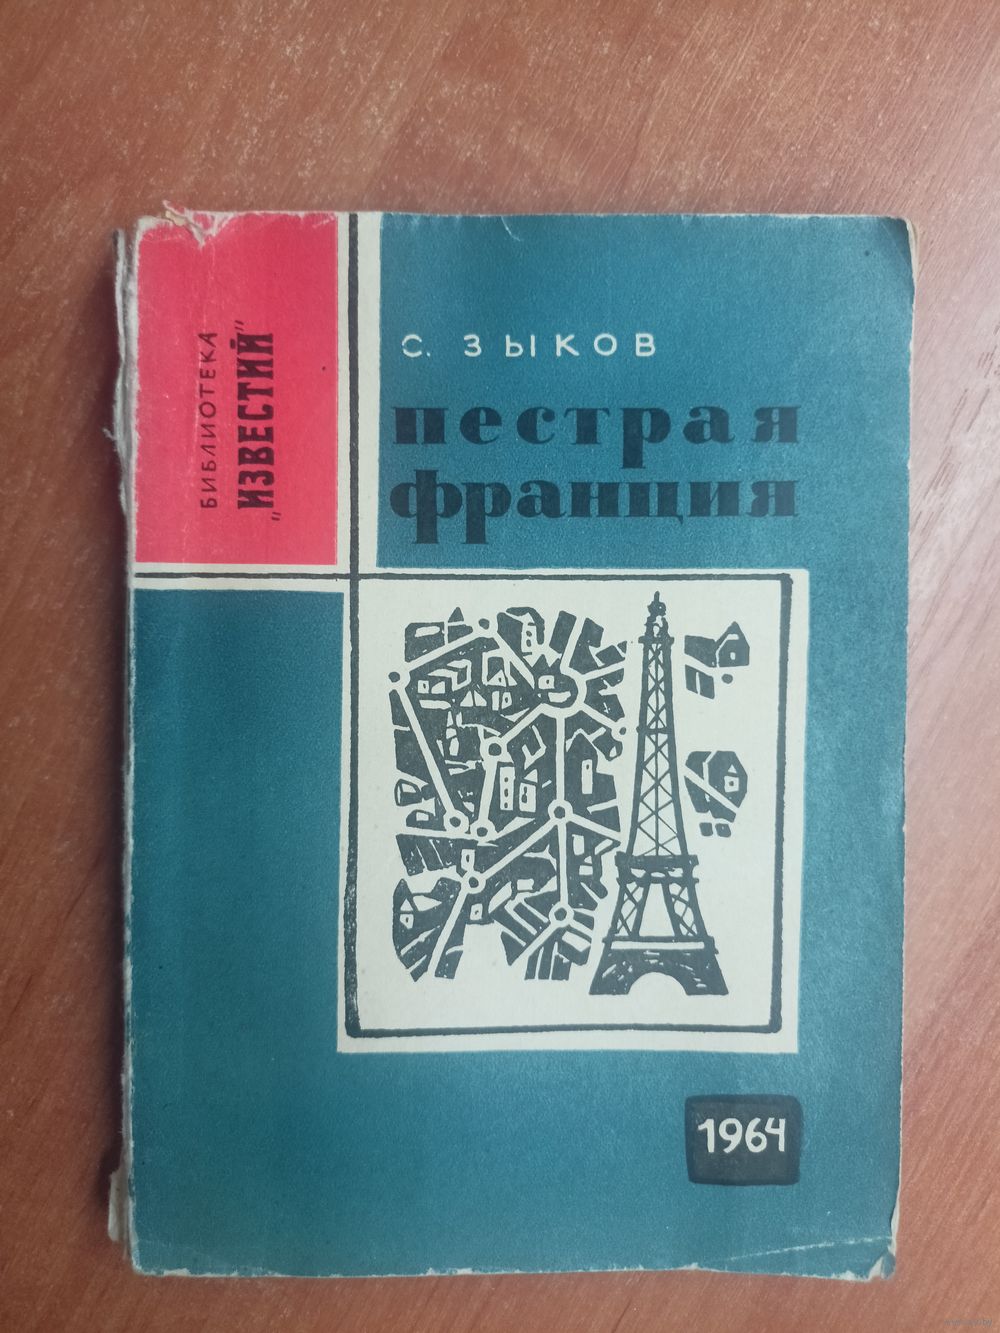 БИБЛИОТЕКА
„ИЗВЕСТИЙ"
С. ЗЫКОВ
пестрая
франция
1964